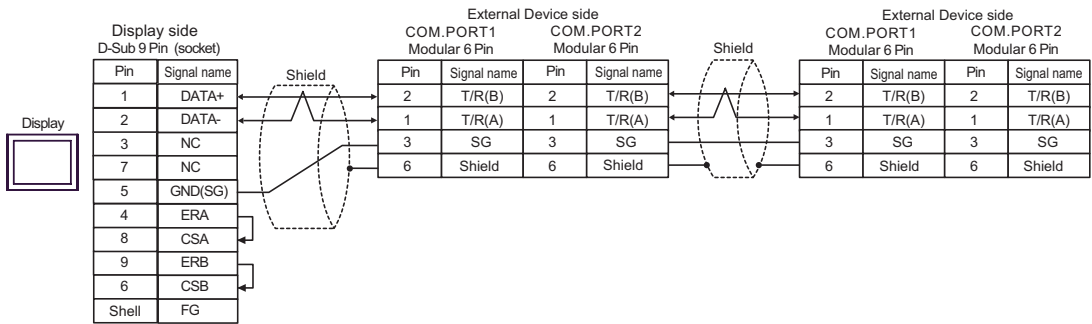 Display side
D-Sub 9 Pin (socket)
Pin Signal name
1 DATA+
2 DATA-
3 NC
7 NC
5 GND(SG)
4 ERA
8 CSA
9 ERB
6 CSB
Shell FG
Display
Shield
External Device side
COM.PORT1 COM.PORT2
Modular 6 Pin Modular 6 Pin
Pin Signal name Pin Signal name
2 T/R(B) 2 T/R(B)
1 T/R(A) 1 T/R(A)
3 SG 3 SG
6 Shield 6 Shield
Shield
External Device side
COM.PORT1 COM.PORT2
Modular 6 Pin Modular 6 Pin
Pin Signal name Pin Signal name
2 T/R(B) 2 T/R(B)
1 T/R(A) 1 T/R(A)
3 SG 3 SG
6 Shield 6 Shield